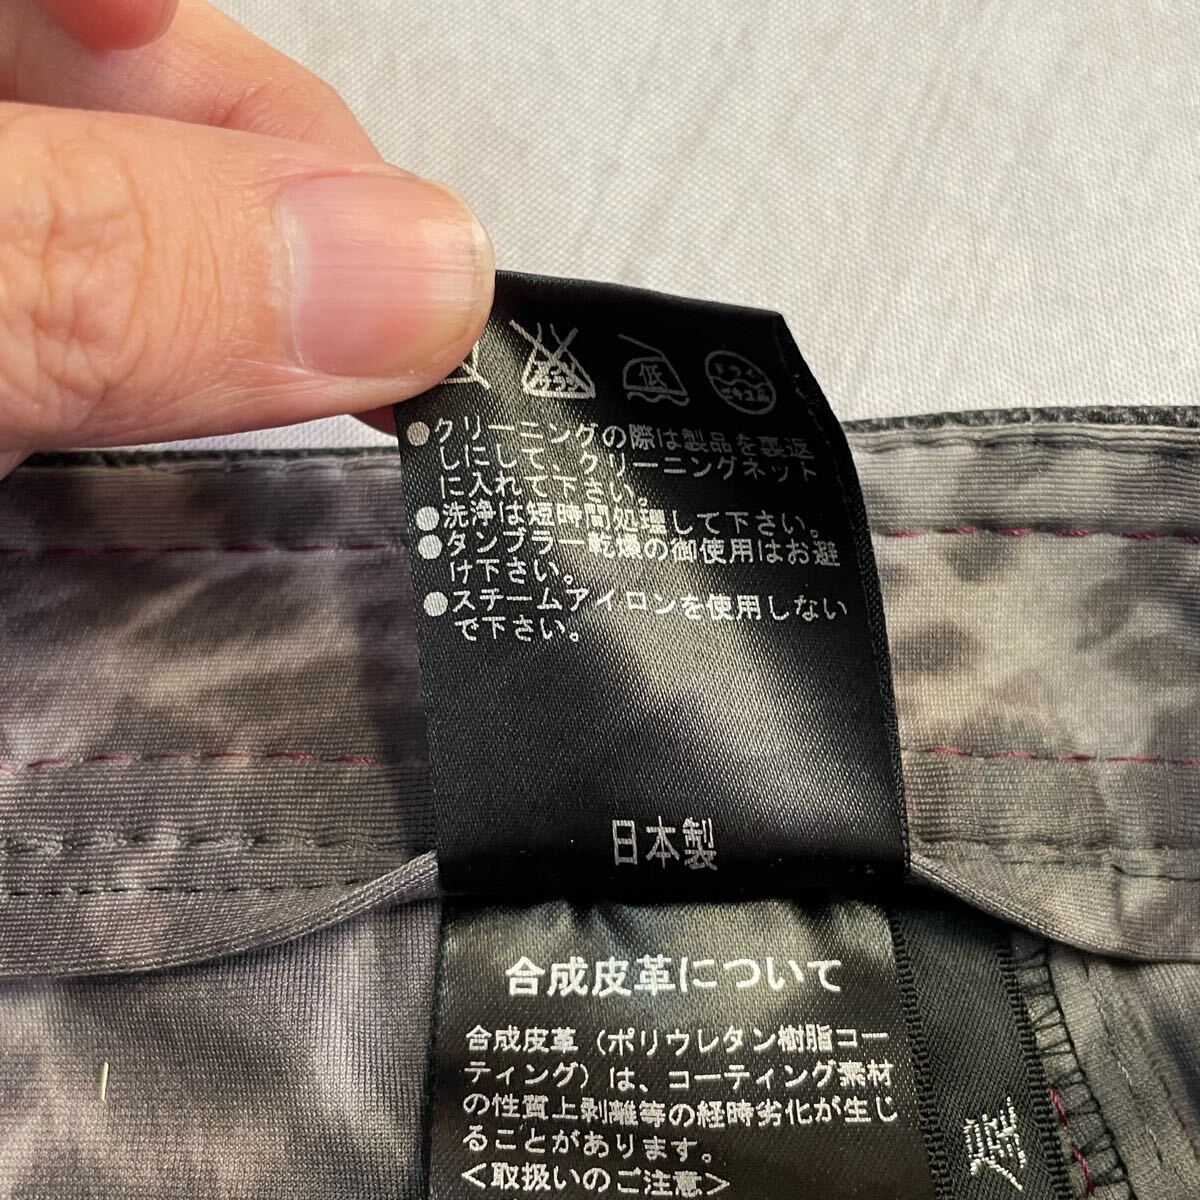 低
ドライ
●クリーニングの際は製品を裏返
しにして、クリーニングネット
に入れて下さい。
●洗浄は短時間処理して下さい。
●タンブラー乾燥の御使用はお避
け下さい。
●スチームアイロンを使用しない
で下さい。
日本製
合成皮革について
合成皮革(ポリウレタン樹脂コー
ティング)は、コーティング素材
の性質上剥離等の経時劣化が生じ
ることがあります。
<取扱いのご注意>